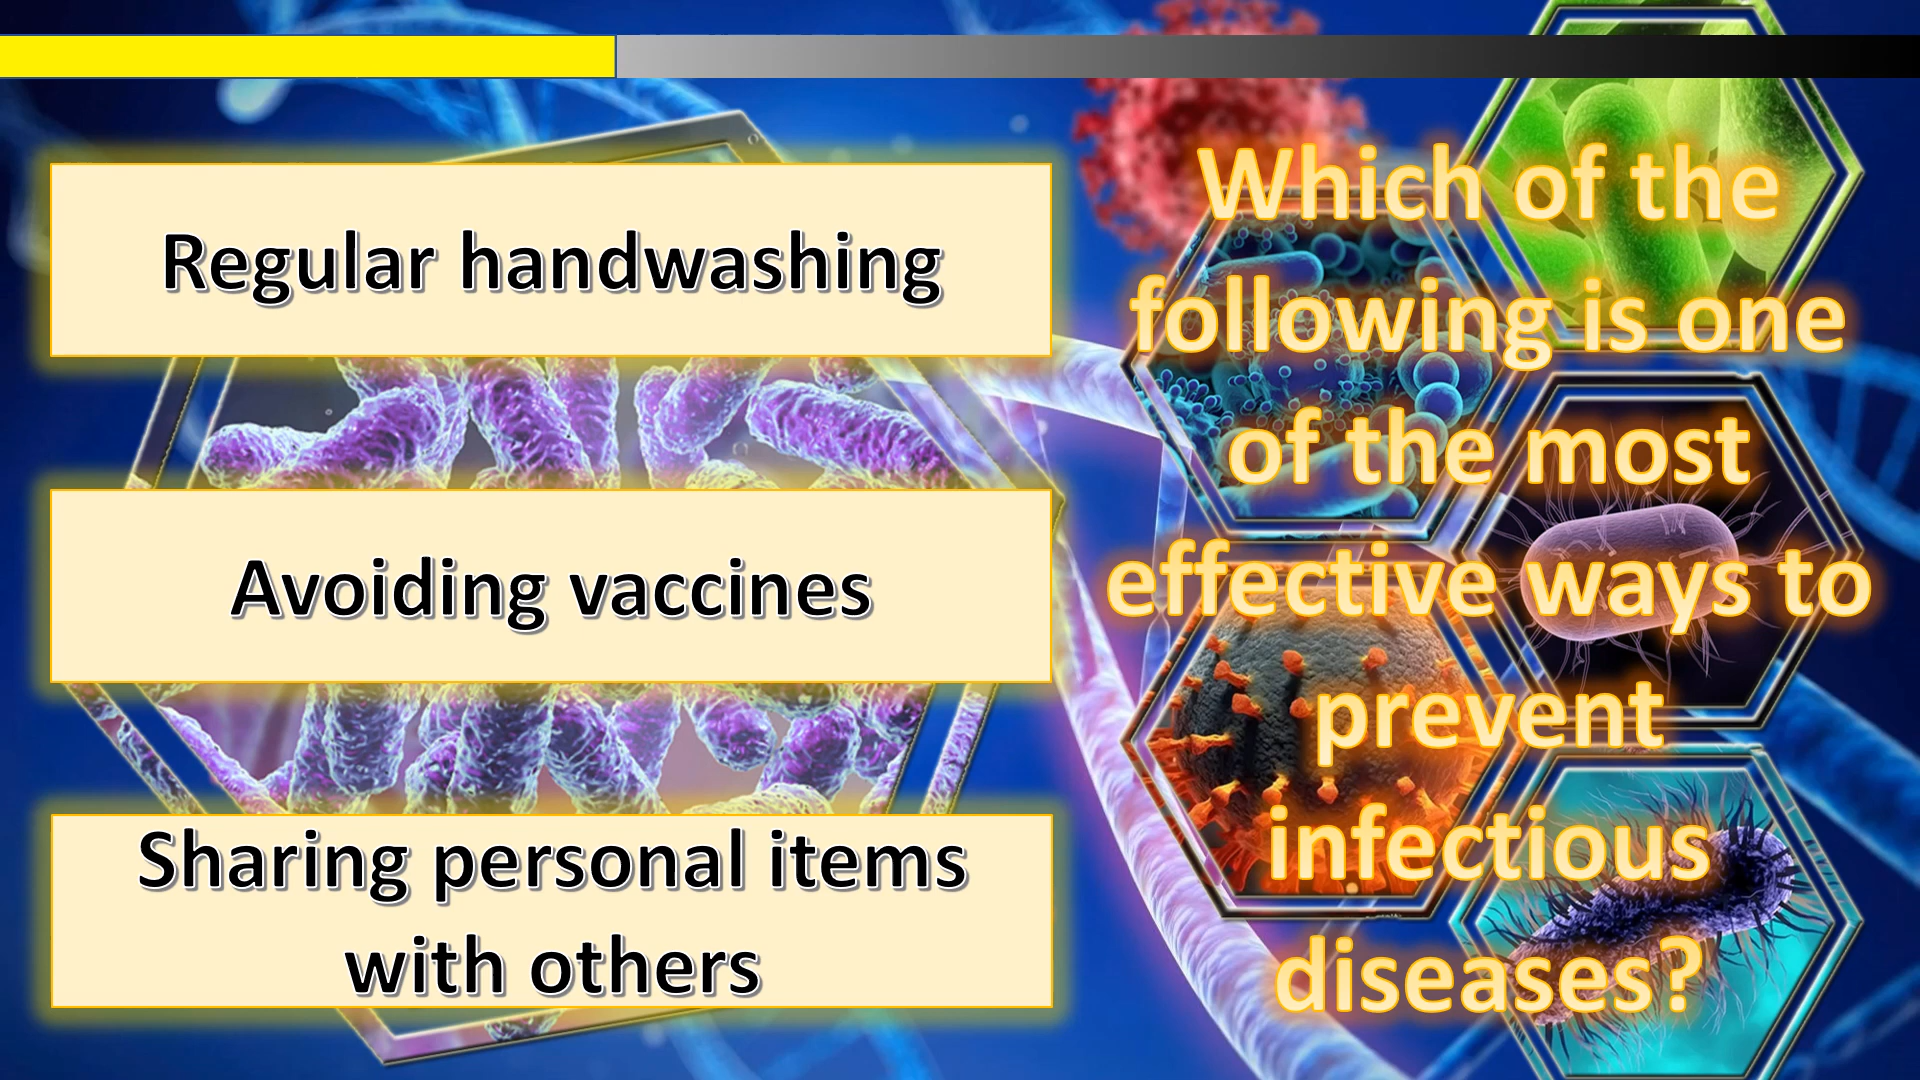 Which of the
following is one
of the most
effective ways to
prevent
infectious
diseases?
Regular handwashing
Avoiding vaccines
Sharing personal items
with others